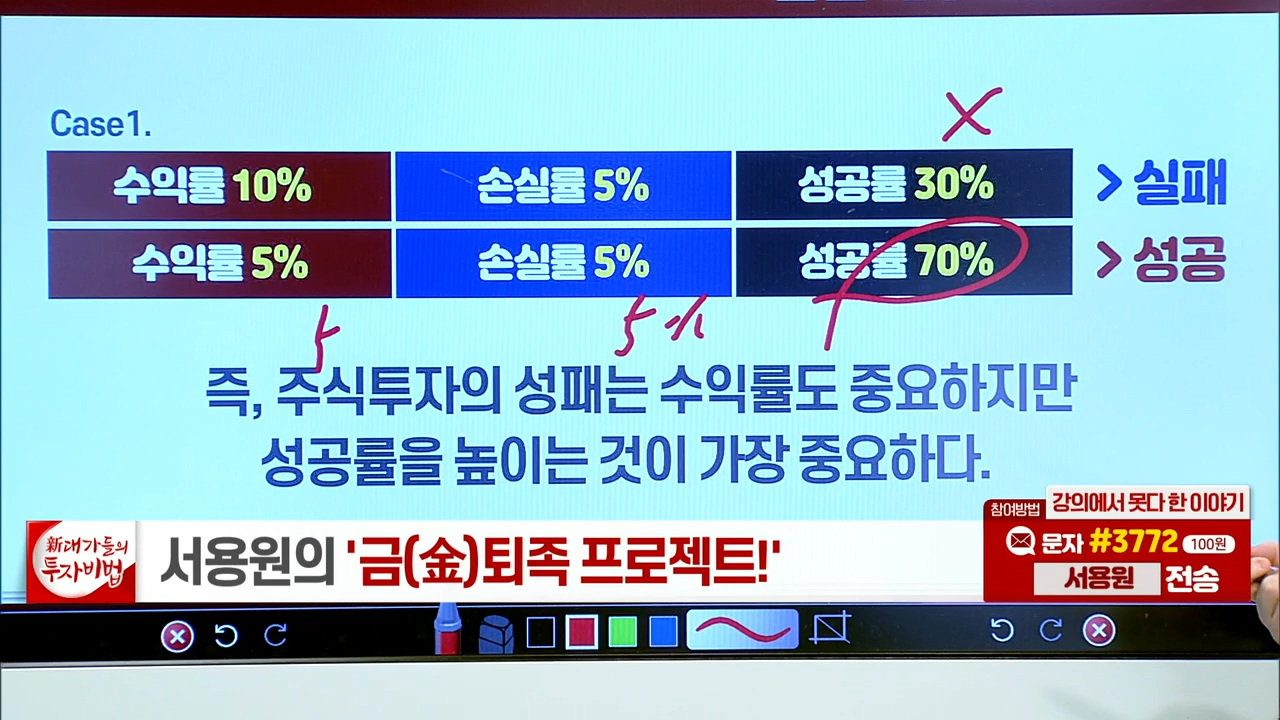 Case1.
수익률 10% 손실률 5% 성공률 30% > 실패
수익률 5% 손실률 5% 성공률 70% > 성공
5 5%
즉, 주식투자의 성패는 수익률도 중요하지만
성공률을 높이는 것이 가장 중요하다.
참여방법 강의에서 못다 한 이야기
문자 #3772 100원
서용원 전송
新 대가들의
투자비법
서용원의 '금(金)퇴족 프로젝트!'